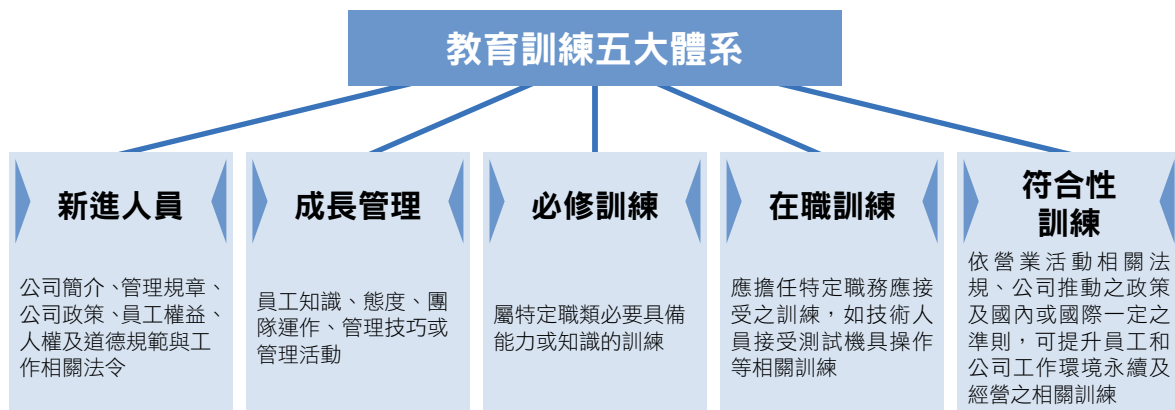 教育訓練五大體系
新進人員
公司簡介、管理規章、
公司政策、員工權益、
人權及道德規範與工
作相關法令
成長管理
員工知識、態度、團
隊運作、管理技巧或
管理活動
必修訓練
屬特定職類必要具備
能力或知識的訓練
在職訓練
應擔任特定職務應接
受之訓練，如技術人
員接受測試機具操作
等相關訓練
符合性
訓練
依營業活動相關法
規、公司推動之政策
及國內或國際一定之
準則，可提升員工和
公司工作環境永續及
經營之相關訓練